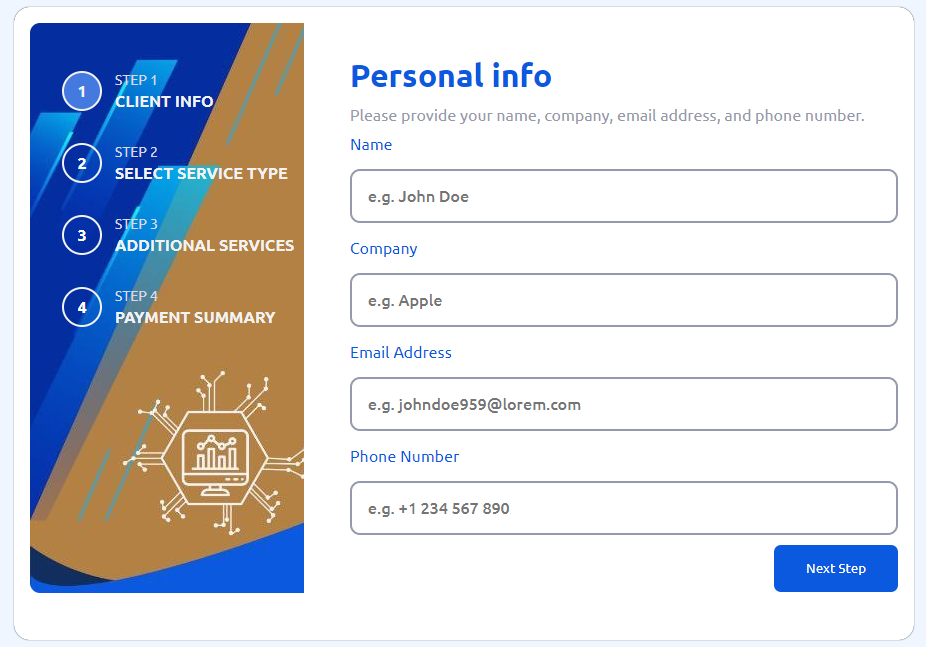 1
STEP 1
CLIENT INFO
2
STEP 2
SELECT SERVICE TYPE
3
STEP 3
ADDITIONAL SERVICES
4
STEP 4
PAYMENT SUMMARY
Personal info
Please provide your name, company, email address, and phone number.
Name
e.g. John Doe
Company
e.g. Apple
Email Address
e.g. johndoe959@lorem.com
Phone Number
e.g. +1 234 567 890
Next Step